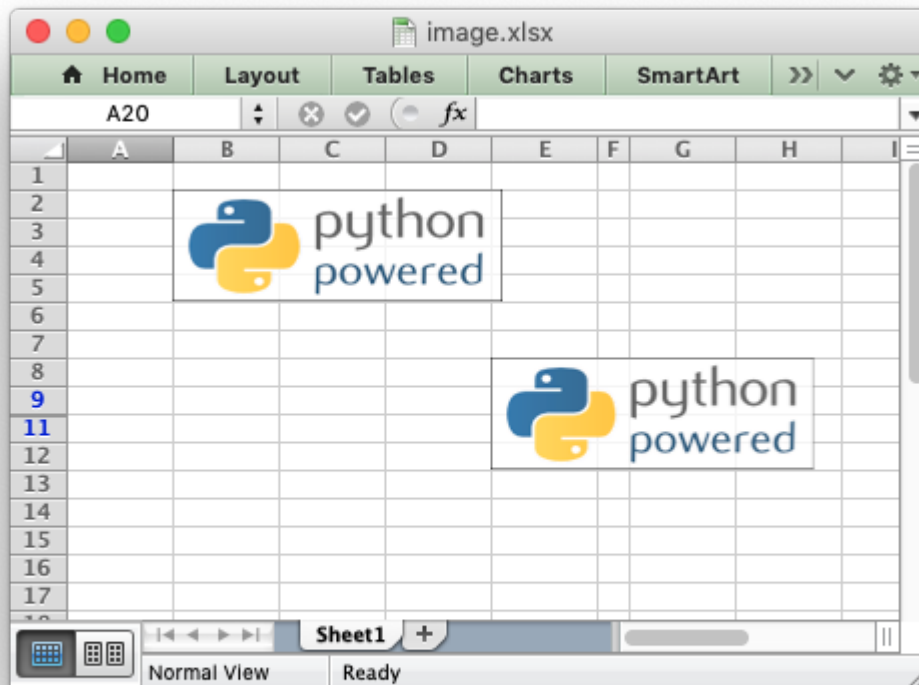 image.xlsx
Home Layout Tables Charts SmartArt
A20 fx
A B C D E F G H I
1
2
3
4
5
6
7
8
9
11
12
13
14
15
16
17
18
python
powered
python
powered
Sheet1 +
Normal View Ready